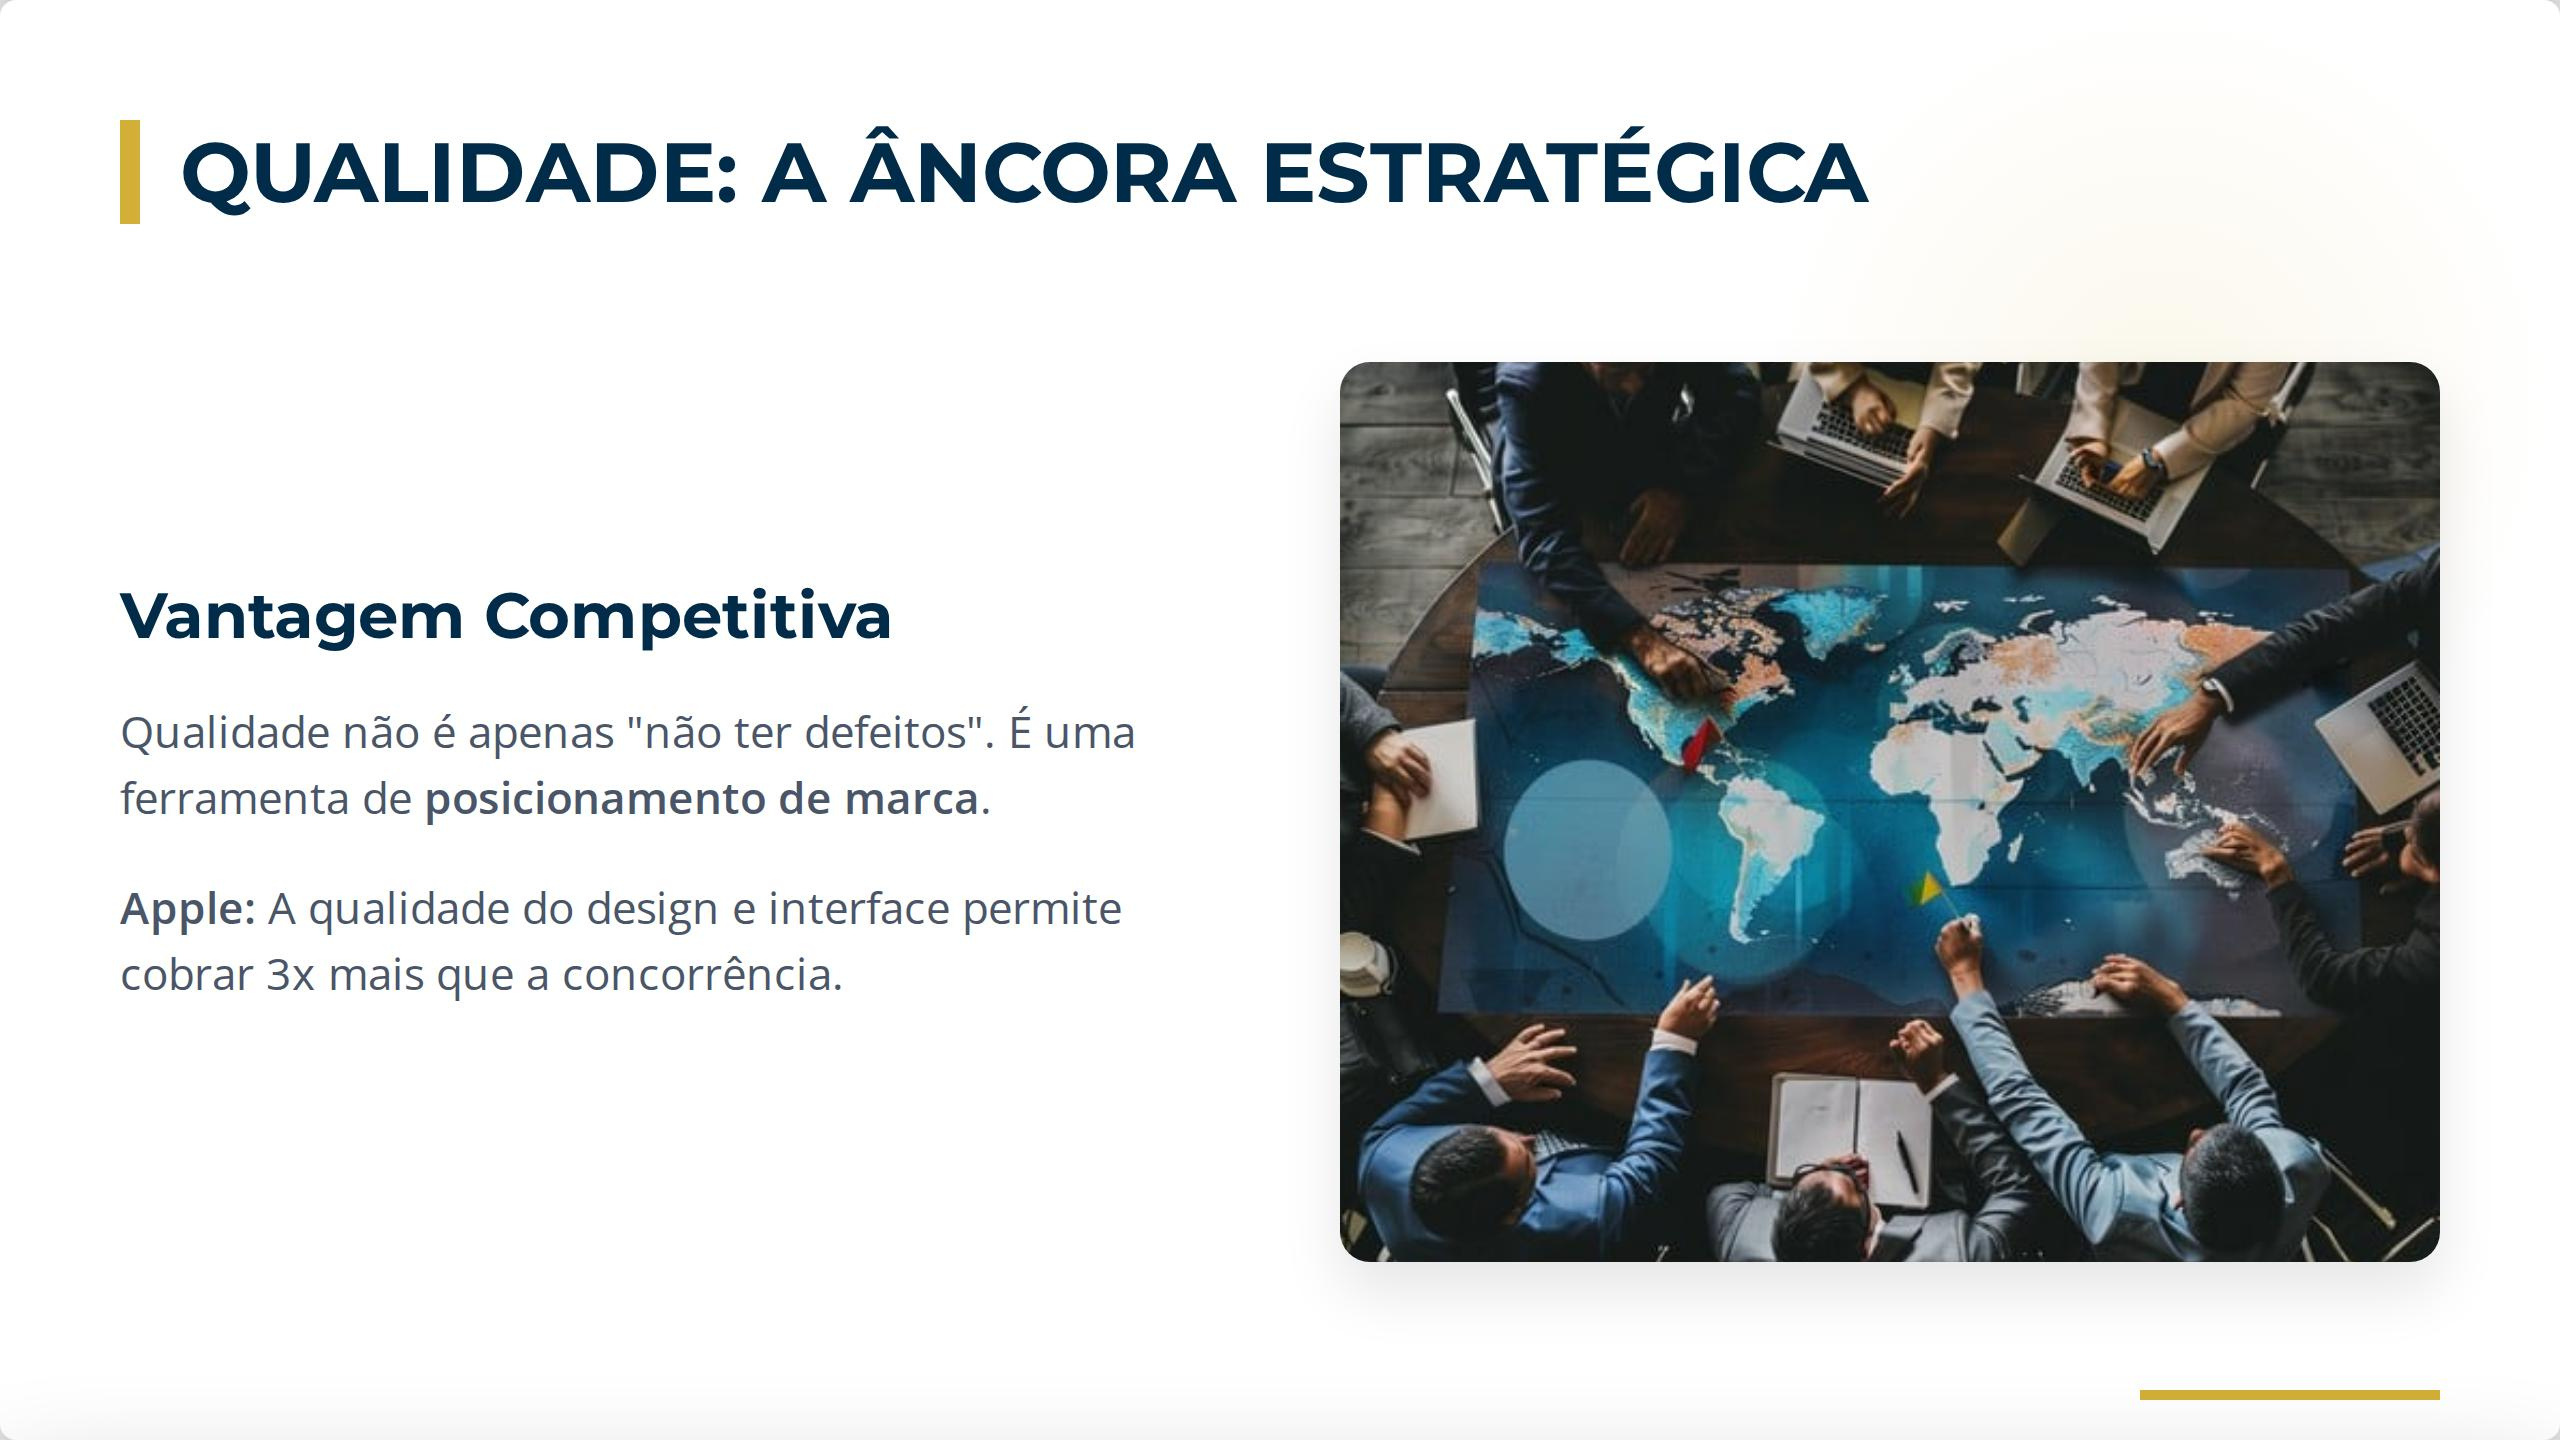 QUALIDADE: A ÂNCORA ESTRATÉGICA
Vantagem Competitiva
Qualidade não é apenas "não ter defeitos". É uma
ferramenta de posicionamento de marca.
Apple: A qualidade do design e interface permite
cobrar 3x mais que a concorrência.